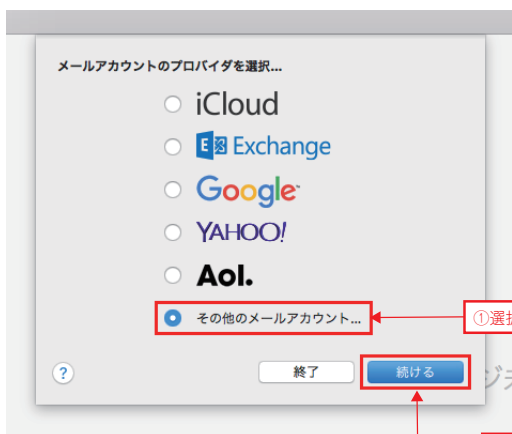 メールアカウントのプロバイダを選択...
iCloud
Exchange
Google
YAHOO!
Aol.
その他のメールアカウント...
①選択
?
終了
続ける